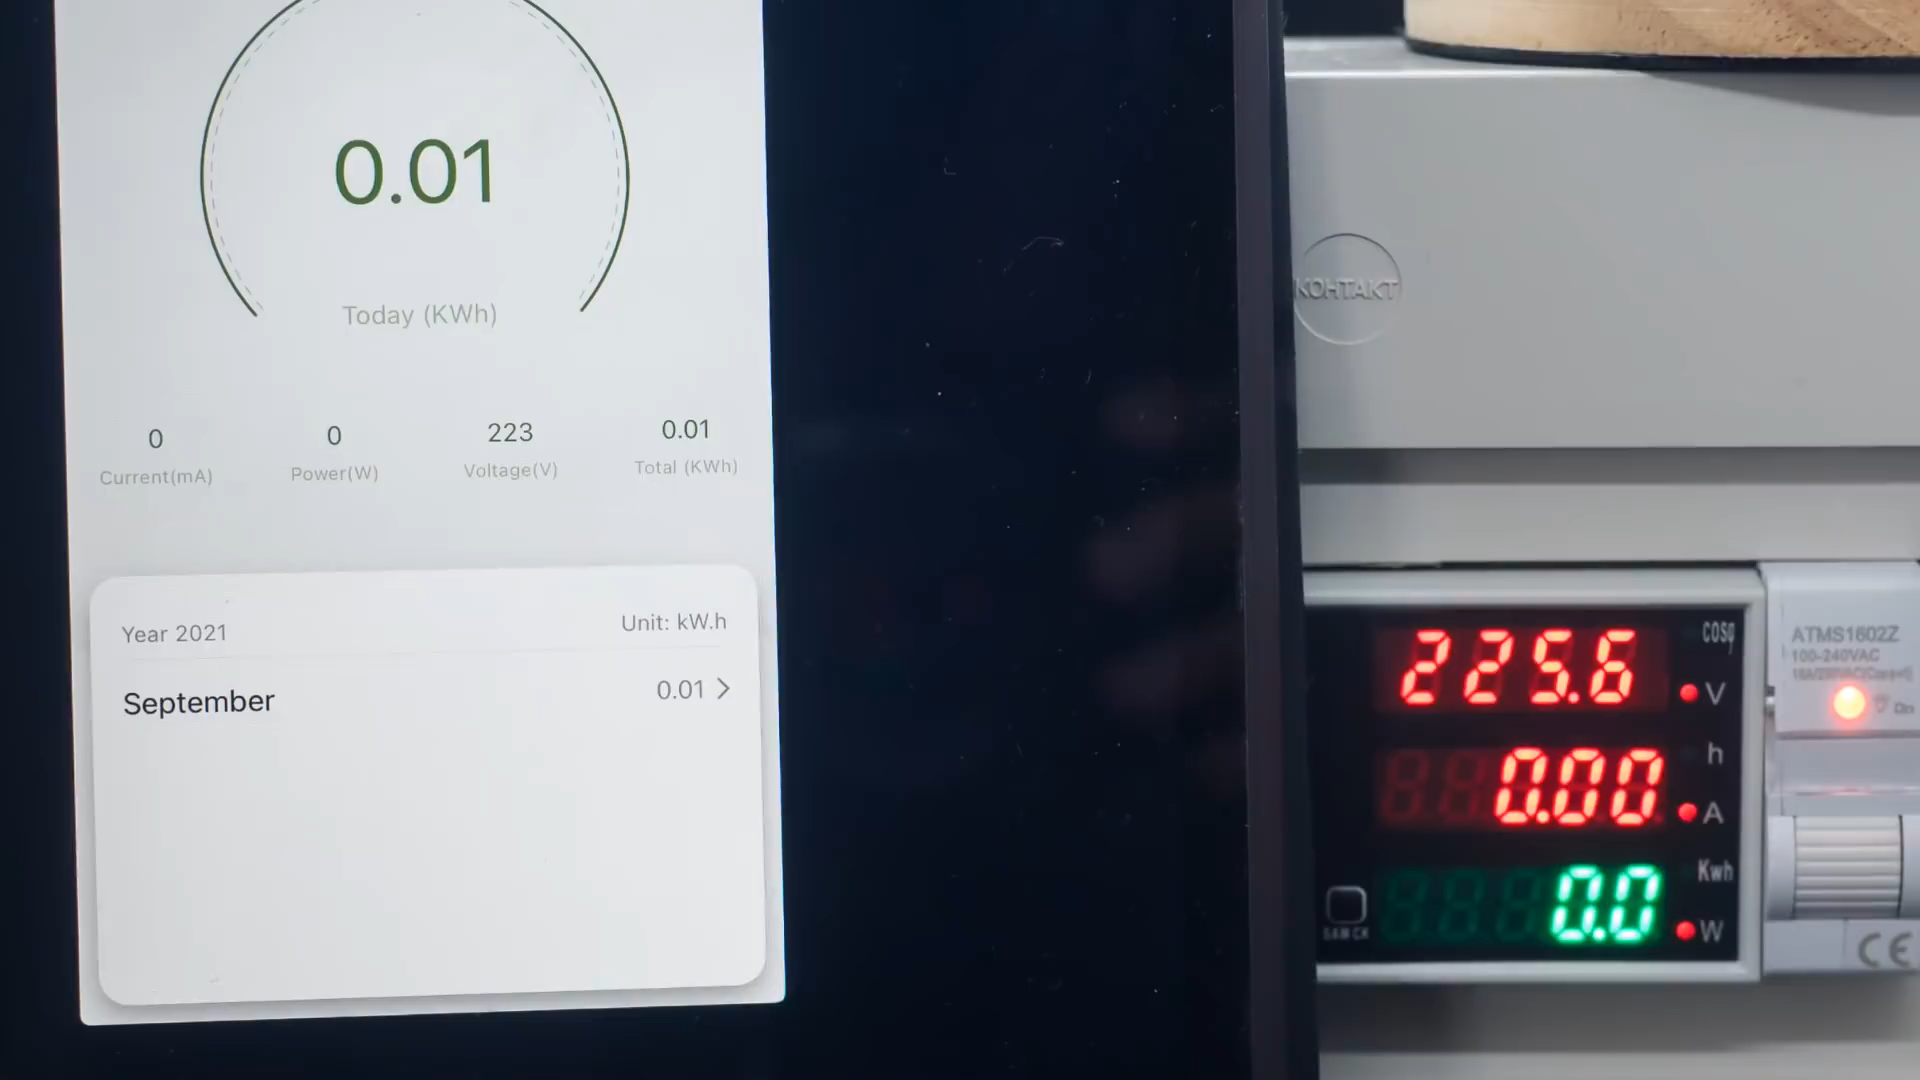 0.01
Today (KWh)
0
Current(mA)
0
Power(W)
223
Voltage(V)
0.01
Total (KWh)
Year 2021
Unit: kW.h
September
0.01
КОНТАКТ
225.6
V
h
0.00
A
Kwh
0.0
W
ATMS1602Z
100-240VAC
On
CE